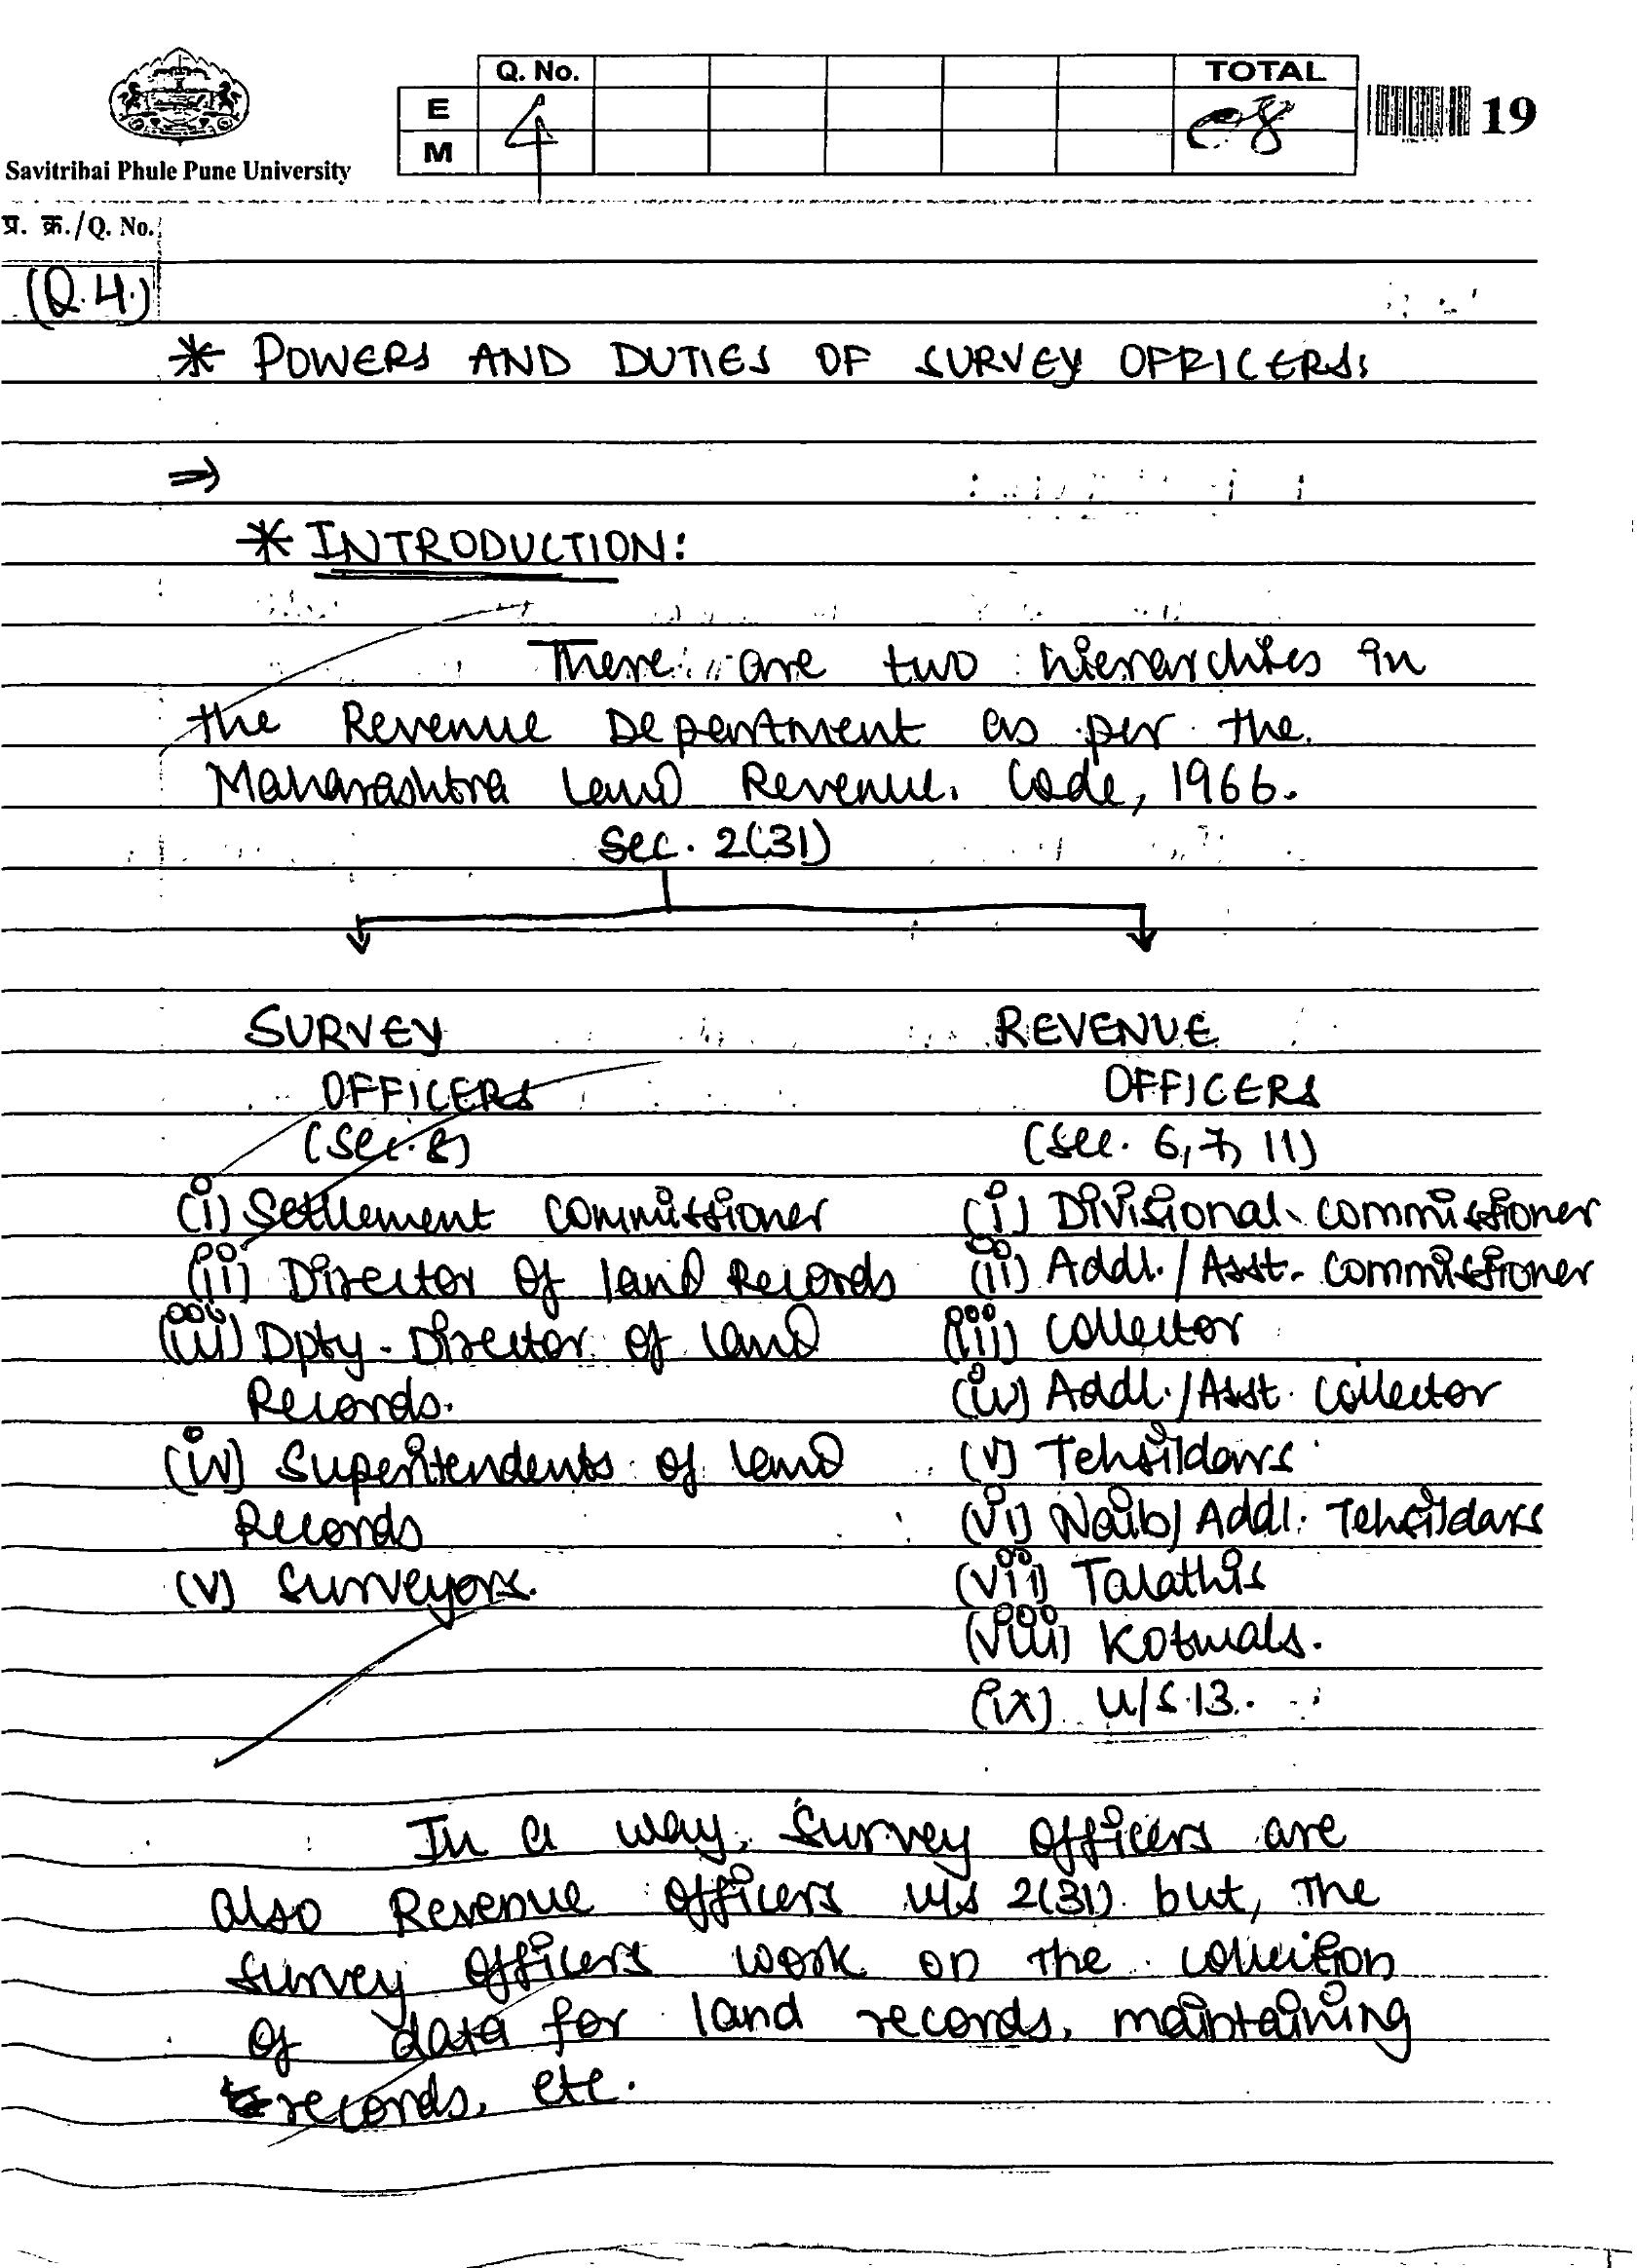 Savitribai Phule Pune University
Q. No. TOTAL
E 4 08
M
19
प्र. क्र./Q. No.
(Q.4.)
* POWERS AND DUTIES OF SURVEY OFFICERS:
⇒
* INTRODUCTION:
There are two hierarchies in
the Revenue Department as per the
Maharashtra Land Revenue Code, 1966.
Sec. 2(31)
SURVEY REVENUE
OFFICERS OFFICERS
(Sec. 8) (Sec. 6, 7, 11)
(i) Settlement Commissioner (i) Divisional Commissioner
(ii) Director of land Records (ii) Addl. / Asst. Commissioner
(iii) Dpty. Director of Land (iii) Collector
Records. (iv) Addl. / Asst. Collector
(iv) Superitendents of land (v) Tehsildars
Records (vi) Naib/ Addl. Tehsildars
(v) Surveyors. (vii) Talathis
(viii) Kotwals.
(ix) u/s.13.
In a way, Survey officers are
also Revenue officers u/s 2(31) but, the
survey officers work on the collection
of data for land records, maintaining
records, etc.